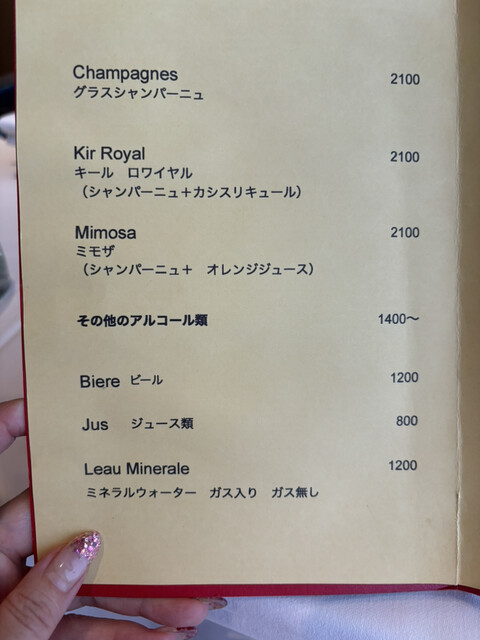 Champagnes 2100
グラスシャンパーニュ
Kir Royal 2100
キール　ロワイヤル
（シャンパーニュ＋カシスリキュール）
Mimosa 2100
ミモザ
（シャンパーニュ＋　オレンジジュース）
その他のアルコール類 1400～
Biere ビール 1200
Jus ジュース類 800
Leau Minerale 1200
ミネラルウォーター　ガス入り　ガス無し